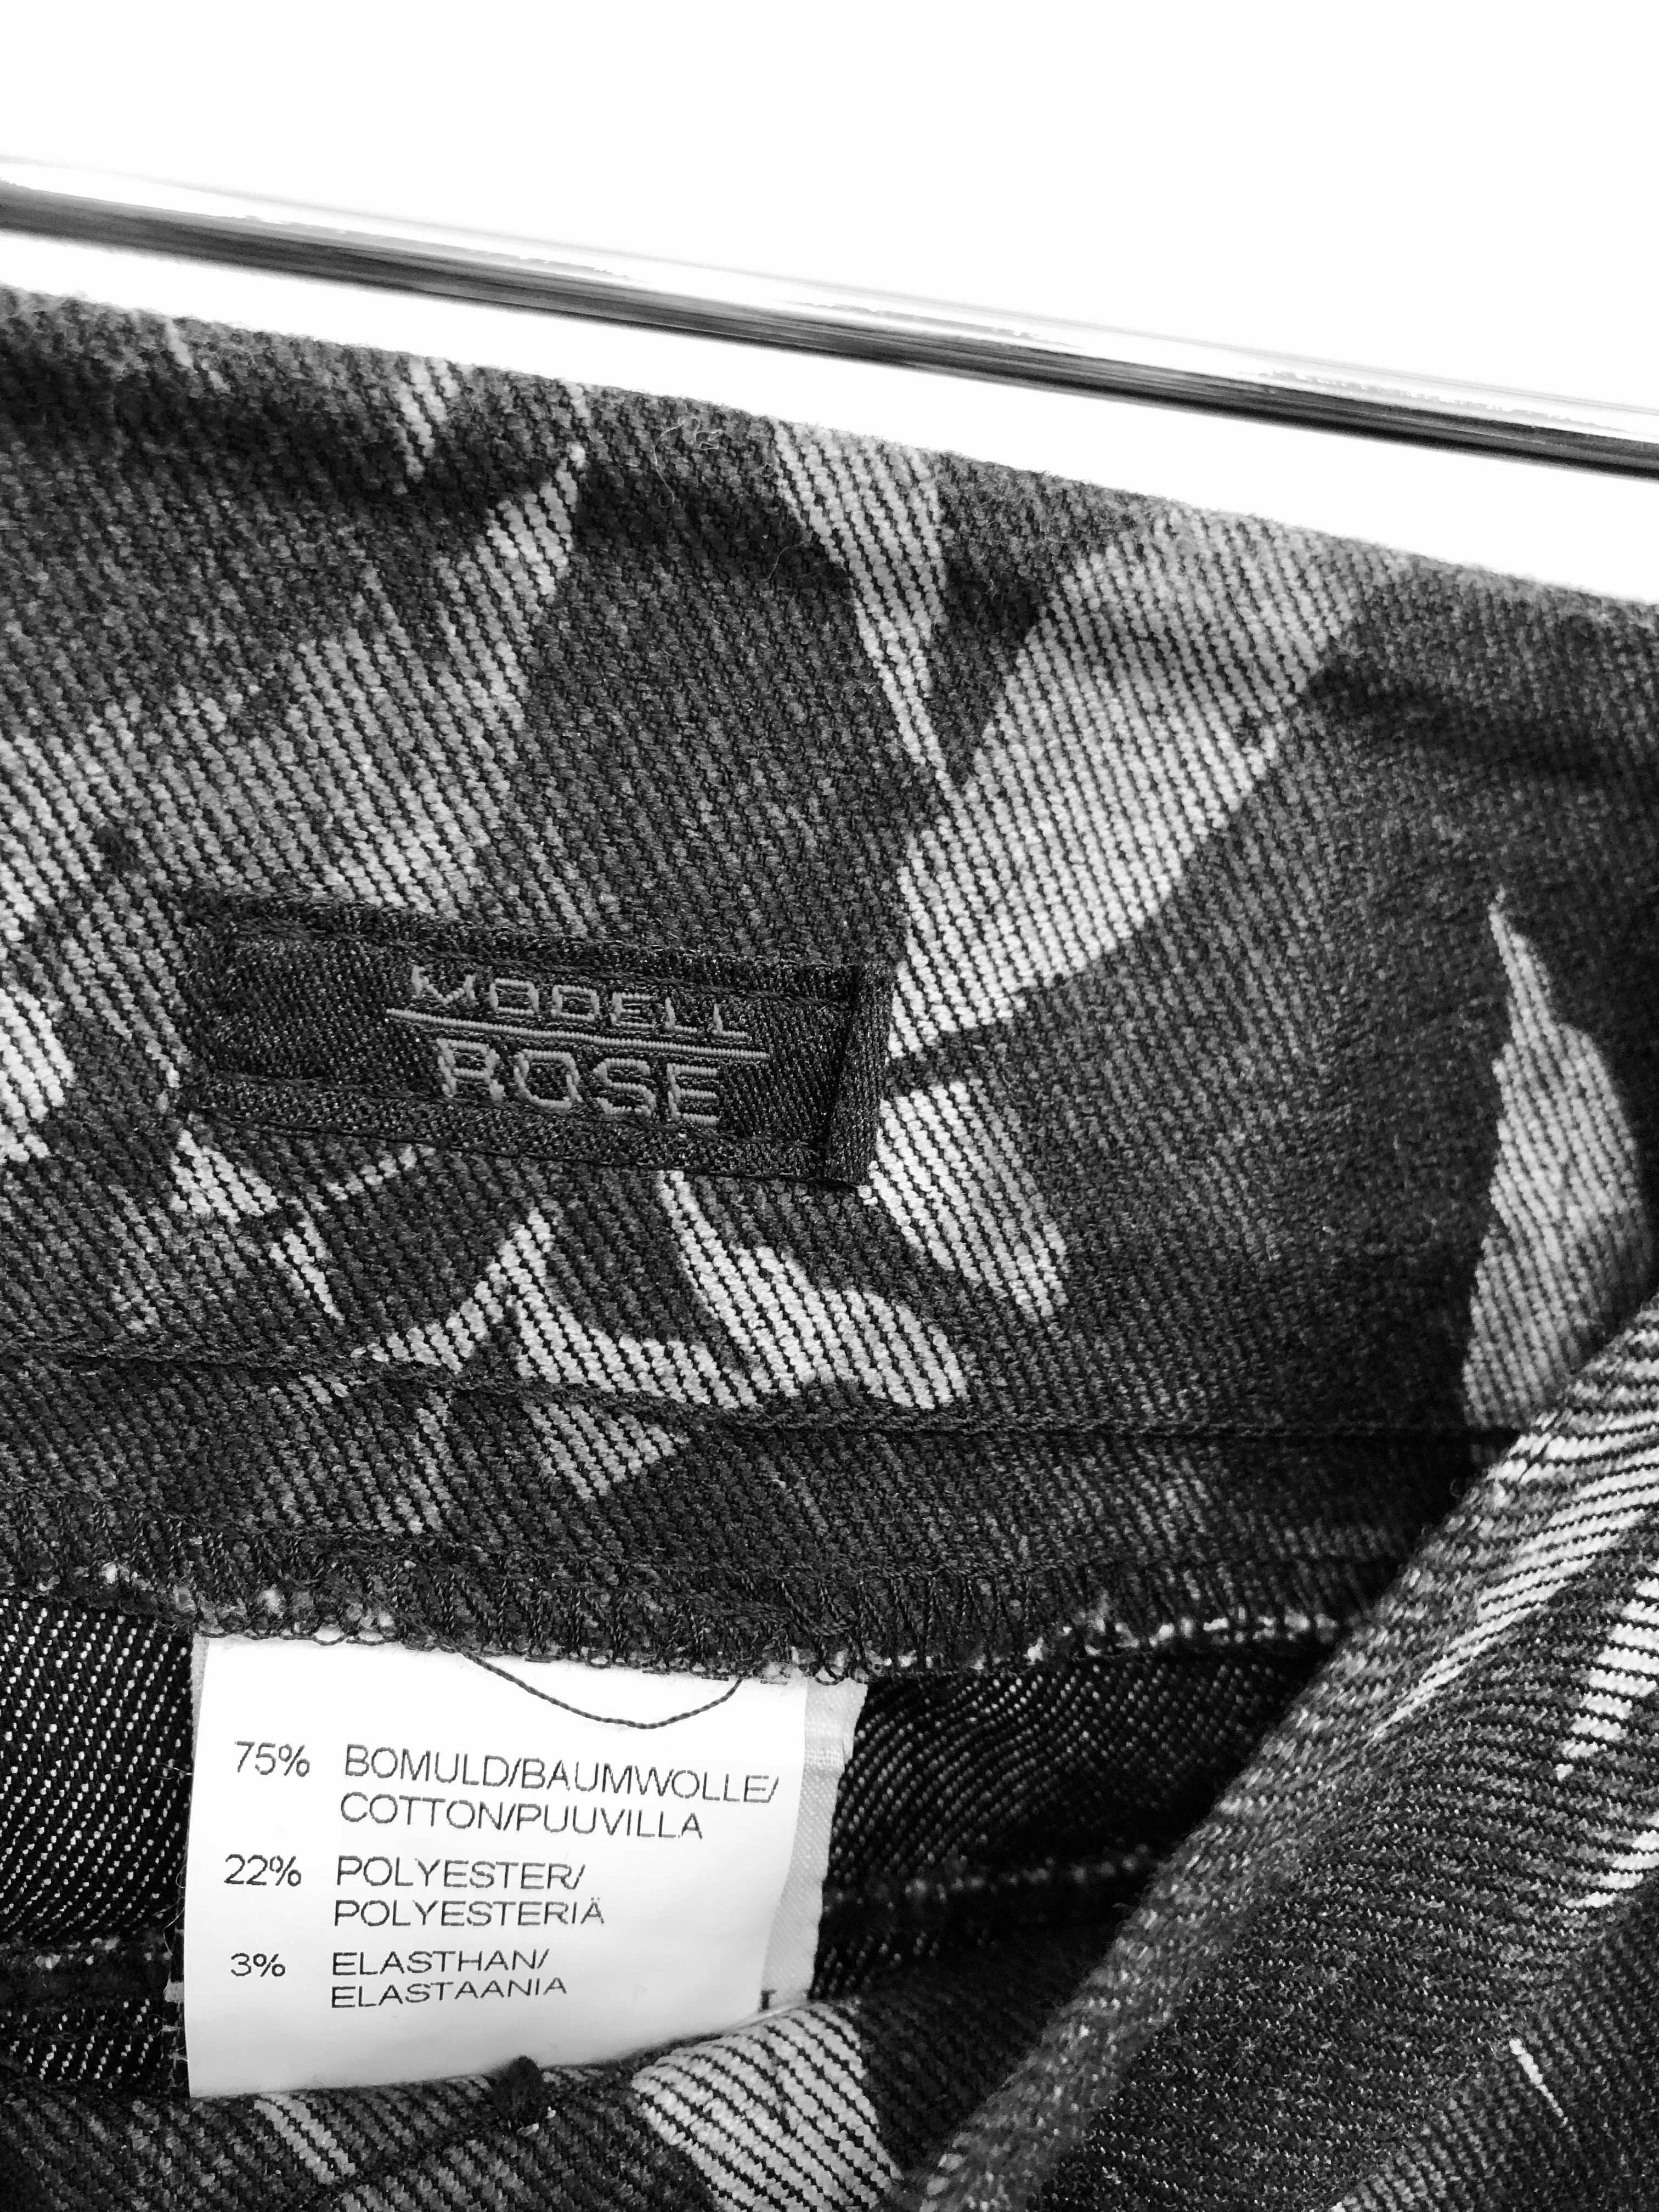 MODELL
ROSE
75% BOMULD/BAUMWOLLE/
COTTON/PUUVILLA
22% POLYESTER/
POLYESTERIÄ
3% ELASTHAN/
ELASTAANIA